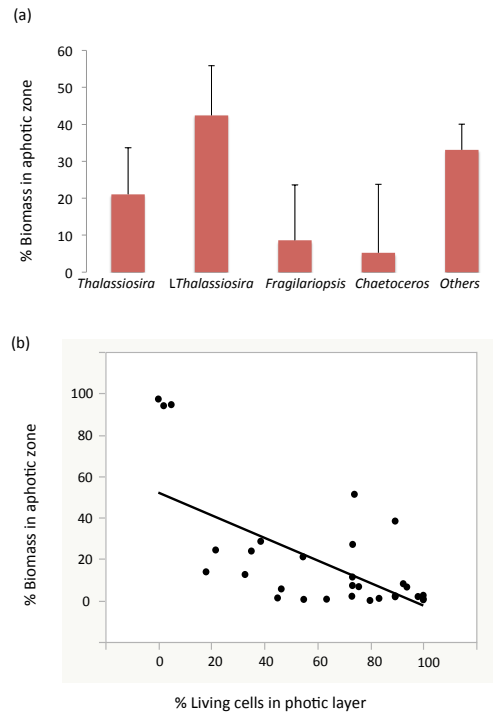 (a)
% Biomass in aphotic zone
60
50
40
30
20
10
0
Thalassiosira LThalassiosira Fragilariopsis Chaetoceros Others
(b)
% Biomass in aphotic zone
100
80
60
40
20
0
0 20 40 60 80 100
% Living cells in photic layer